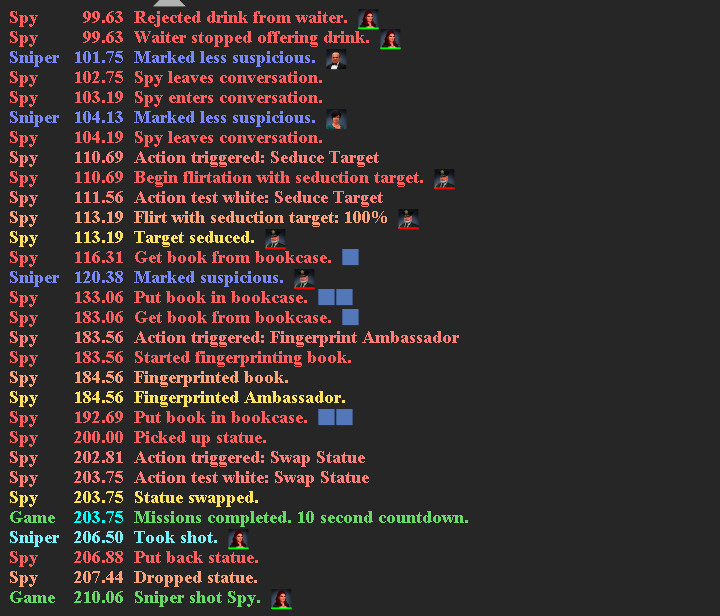 Spy 99.63 Rejected drink from waiter.
Spy 99.63 Waiter stopped offering drink.
Sniper 101.75 Marked less suspicious.
Spy 102.75 Spy leaves conversation.
Spy 103.19 Spy enters conversation.
Sniper 104.13 Marked less suspicious.
Spy 104.19 Spy leaves conversation.
Spy 110.69 Action triggered: Seduce Target
Spy 110.69 Begin flirtation with seduction target.
Spy 111.56 Action test white: Seduce Target
Spy 113.19 Flirt with seduction target: 100%
Spy 113.19 Target seduced.
Spy 116.31 Get book from bookcase.
Sniper 120.38 Marked suspicious.
Spy 133.06 Put book in bookcase.
Spy 183.06 Get book from bookcase.
Spy 183.56 Action triggered: Fingerprint Ambassador
Spy 183.56 Started fingerprinting book.
Spy 184.56 Fingerprinted book.
Spy 184.56 Fingerprinted Ambassador.
Spy 192.69 Put book in bookcase.
Spy 200.00 Picked up statue.
Spy 202.81 Action triggered: Swap Statue
Spy 203.75 Action test white: Swap Statue
Spy 203.75 Statue swapped.
Game 203.75 Missions completed. 10 second countdown.
Sniper 206.50 Took shot.
Spy 206.88 Put back statue.
Spy 207.44 Dropped statue.
Game 210.06 Sniper shot Spy.